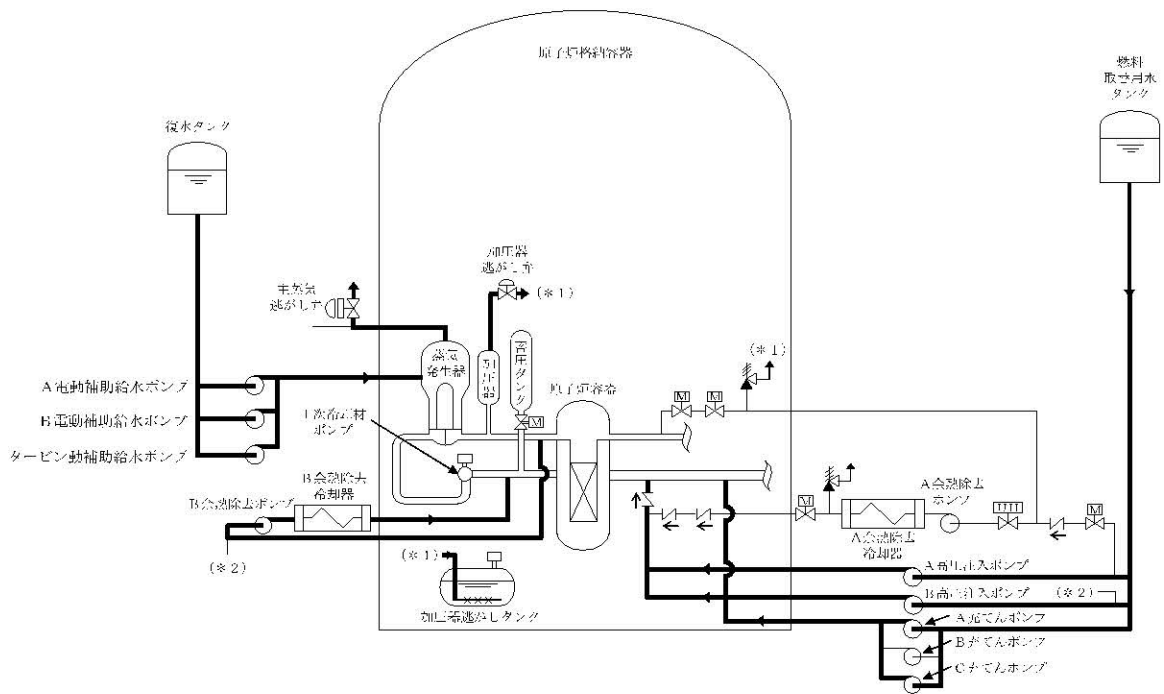 原子炉格納容器
燃料
取替用水
タンク
復水タンク
加圧器
逃がし弁
(*1)
主蒸気
逃がし弁
蒸気
発生器
加圧器
蓄圧タンク
M
原子炉容器
(*1)
M
M
A電動補助給水ポンプ
B電動補助給水ポンプ
タービン動補助給水ポンプ
1次冷却材
ポンプ
B余熱除去ポンプ
B余熱除去
冷却器
(*2)
M
A余熱除去
ポンプ
M
A余熱除去
冷却器
(*1)
加圧器逃がしタンク
A高圧注入ポンプ
B高圧注入ポンプ
(*2)
A充てんポンプ
B充てんポンプ
C充てんポンプ